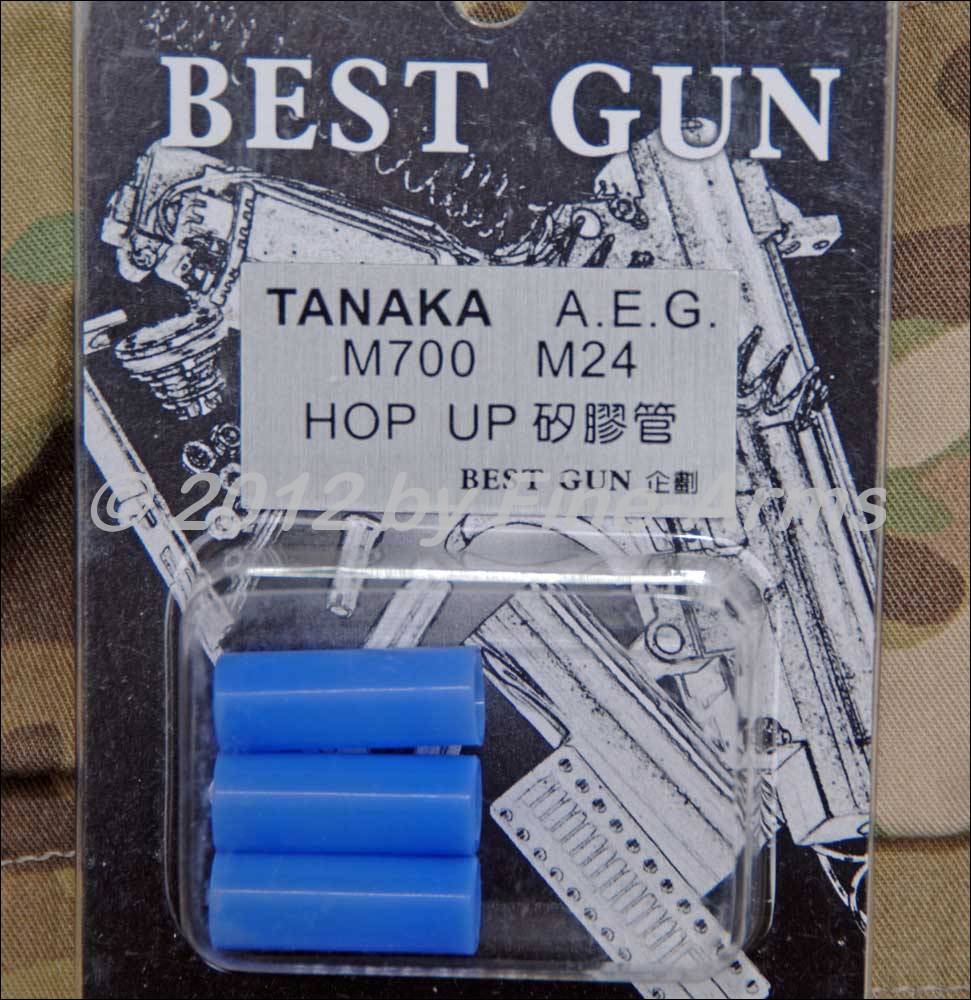 BEST GUN
TANAKA A.E.G.
M700 M24
HOP UP 矽膠管
BEST GUN 企劃
© 2012 by Fine-Arms